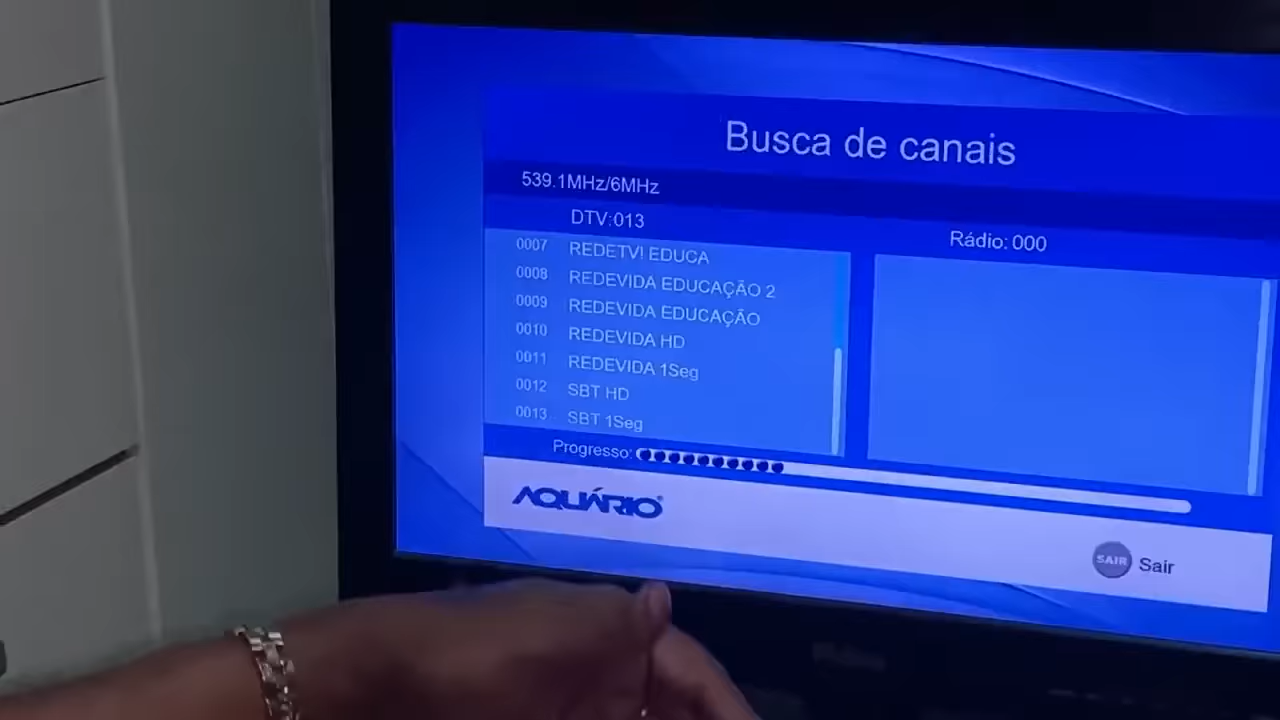 Busca de canais
539.1MHz/6MHz
DTV:013
Rádio: 000
0007 REDETV! EDUCA
0008 REDEVIDA EDUCAÇÃO 2
0009 REDEVIDA EDUCAÇÃO
0010 REDEVIDA HD
0011 REDEVIDA 1Seg
0012 SBT HD
0013 SBT 1Seg
Progresso:
AQUÁRIO®
SAIR Sair